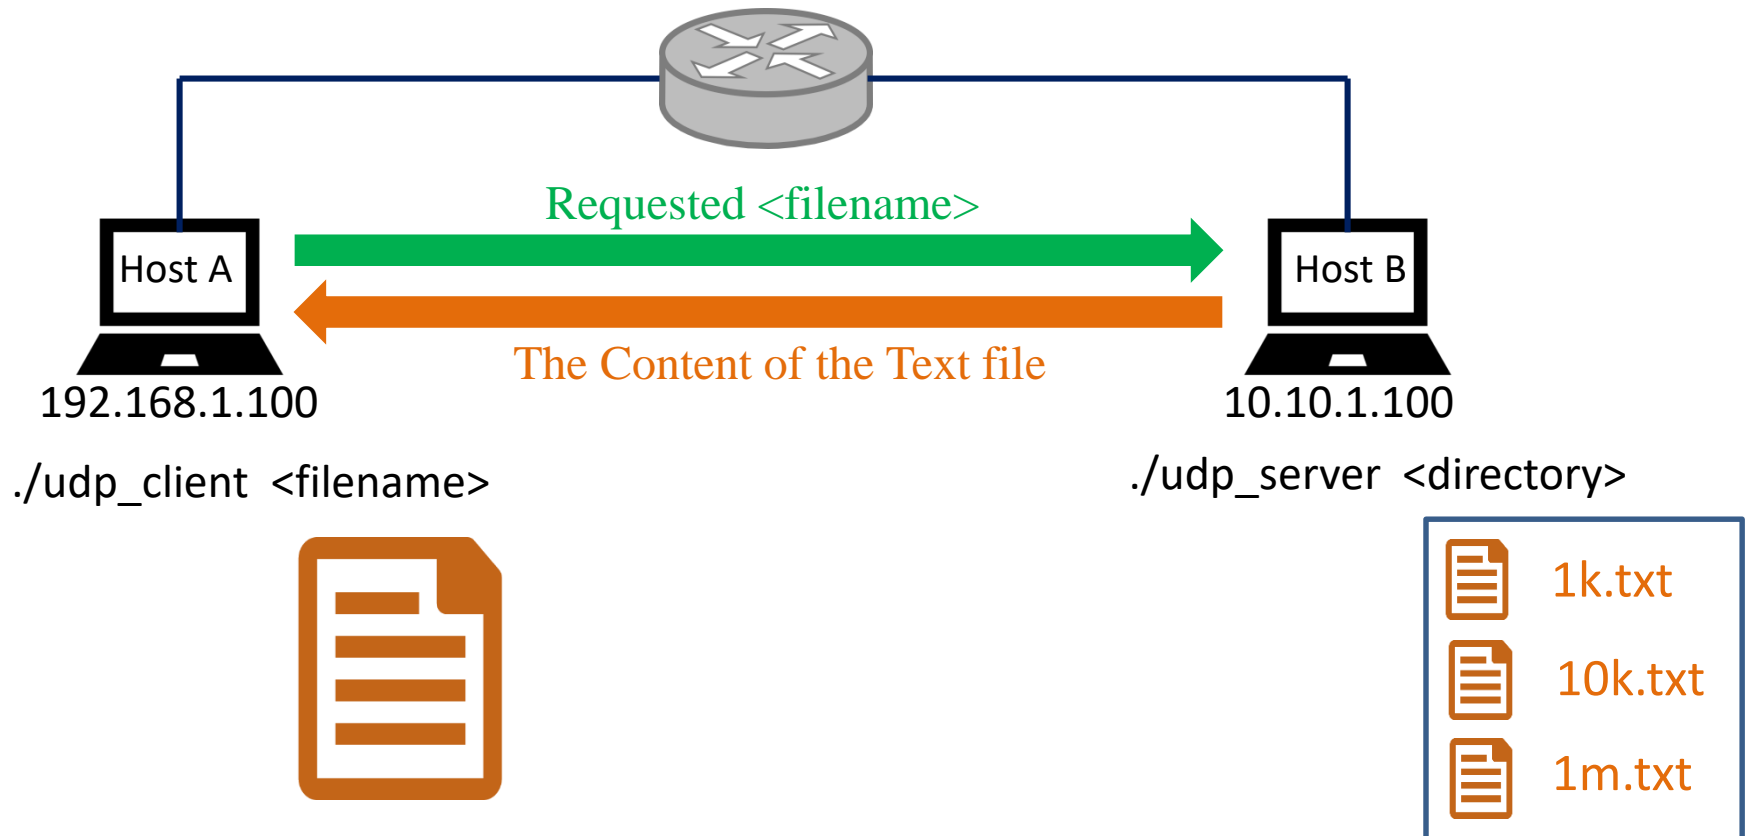 Requested <filename>
Host A
Host B
The Content of the Text file
192.168.1.100
10.10.1.100
./udp_client <filename>
./udp_server <directory>
1k.txt
10k.txt
1m.txt